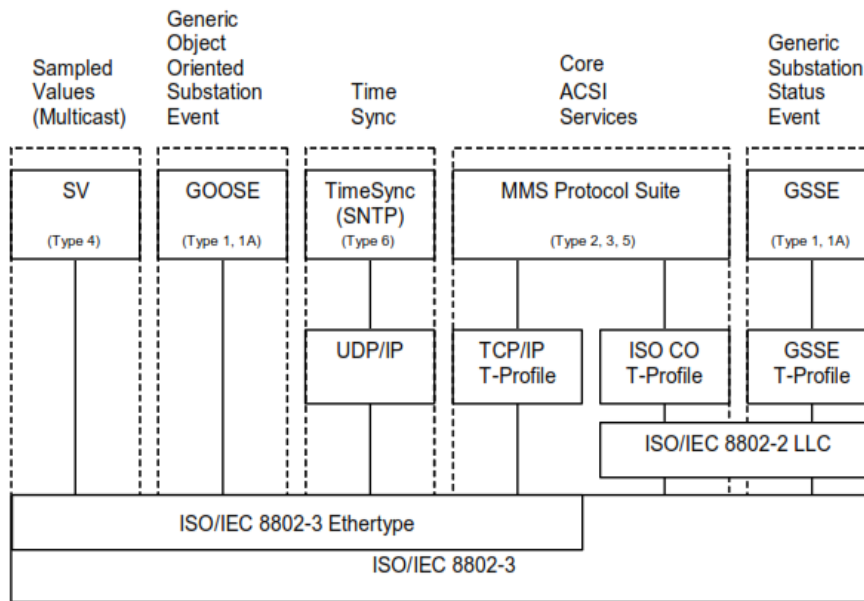 Sampled
Values
(Multicast)
Generic
Object
Oriented
Substation
Event
Time
Sync
Core
ACSI
Services
Generic
Substation
Status
Event
SV
(Type 4)
GOOSE
(Type 1, 1A)
TimeSync
(SNTP)
(Type 6)
MMS Protocol Suite
(Type 2, 3, 5)
GSSE
(Type 1, 1A)
UDP/IP
TCP/IP
T-Profile
ISO CO
T-Profile
GSSE
T-Profile
ISO/IEC 8802-2 LLC
ISO/IEC 8802-3 Ethertype
ISO/IEC 8802-3